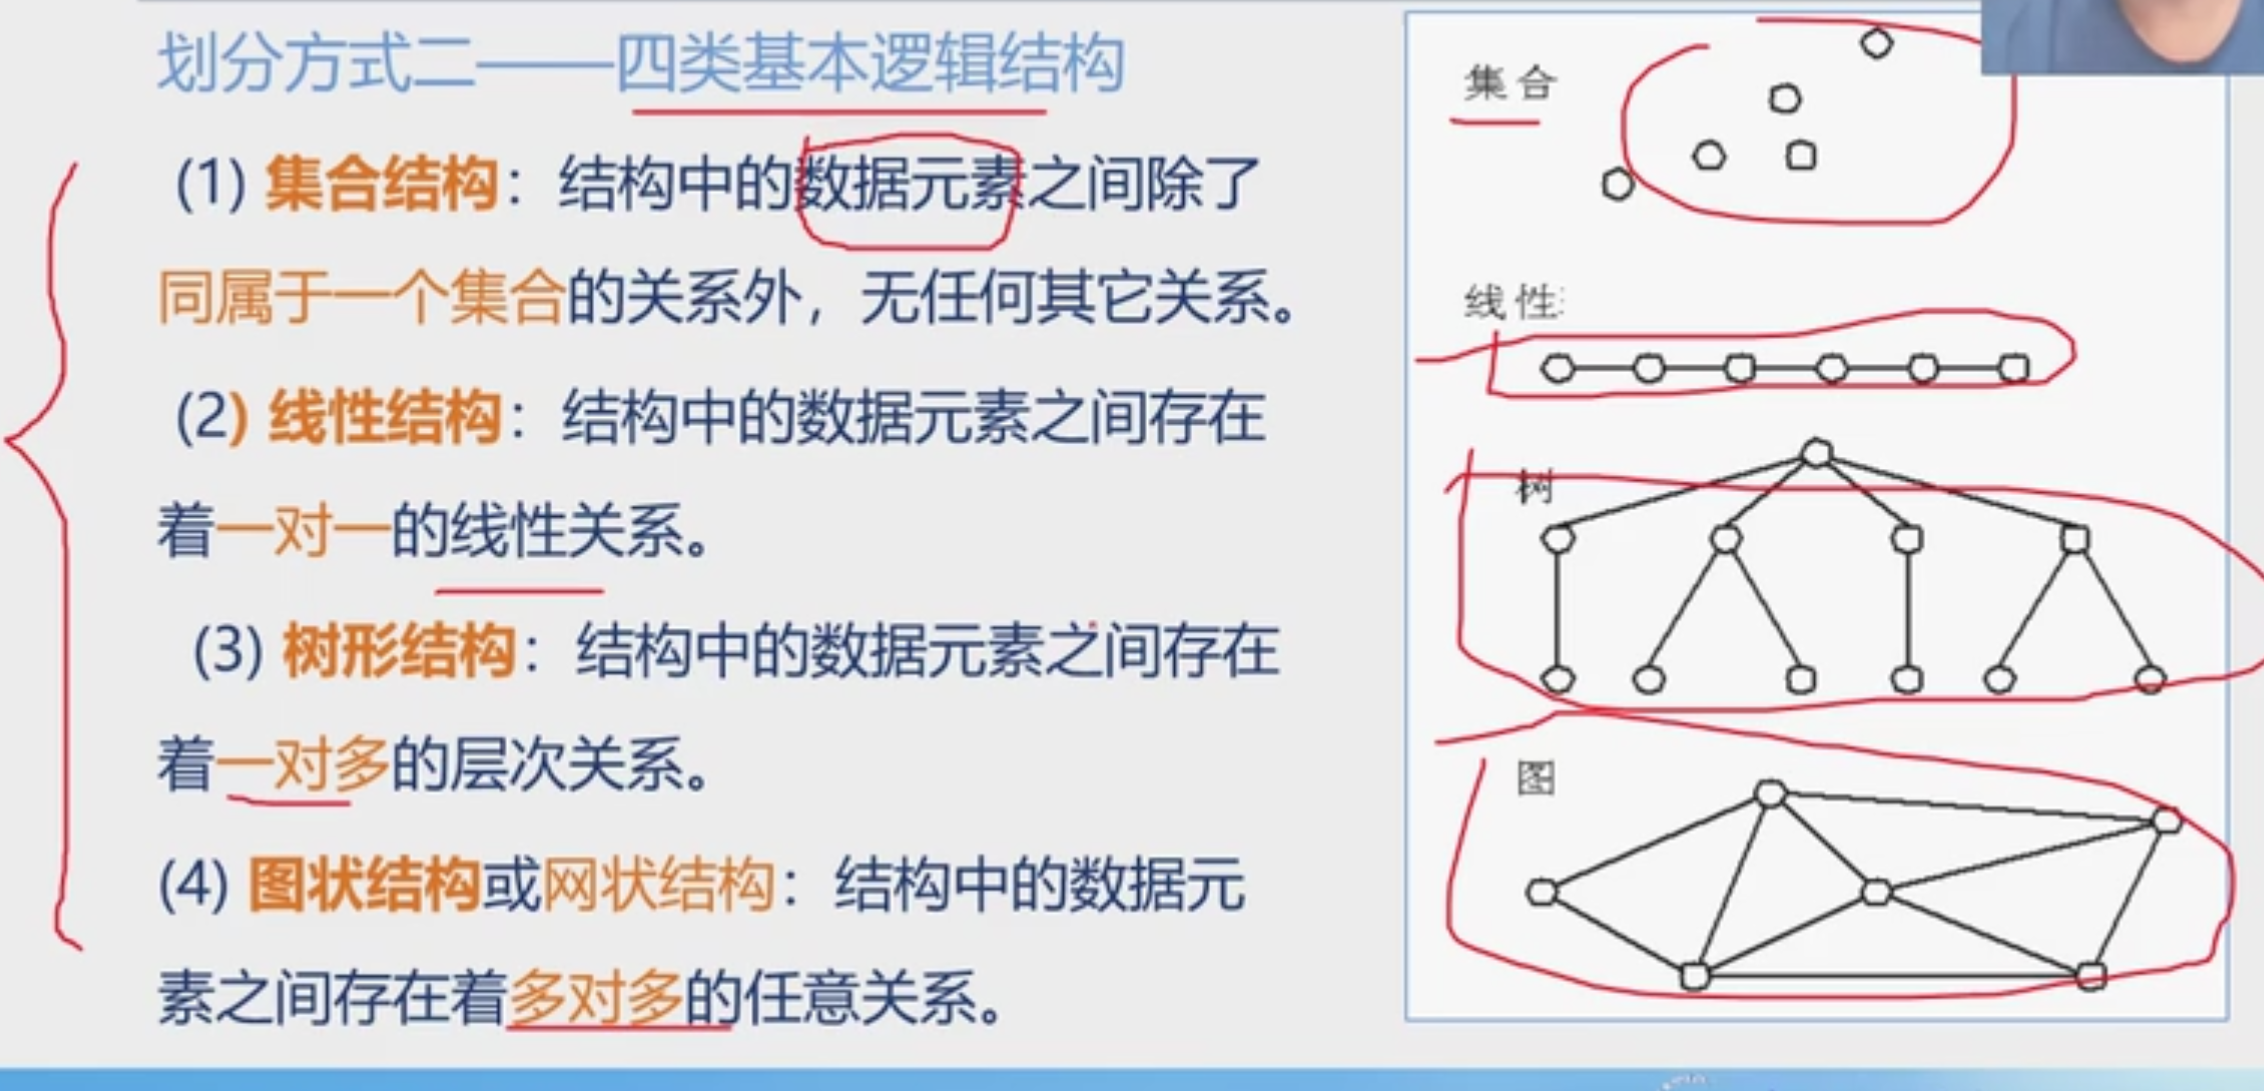 划分方式二——四类基本逻辑结构
(1) 集合结构：结构中的数据元素之间除了
同属于一个集合的关系外，无任何其它关系。
(2) 线性结构：结构中的数据元素之间存在
着一对一的线性关系。
(3) 树形结构：结构中的数据元素之间存在
着一对多的层次关系。
(4) 图状结构或网状结构：结构中的数据元
素之间存在着多对多的任意关系。
集合
线性
树
图